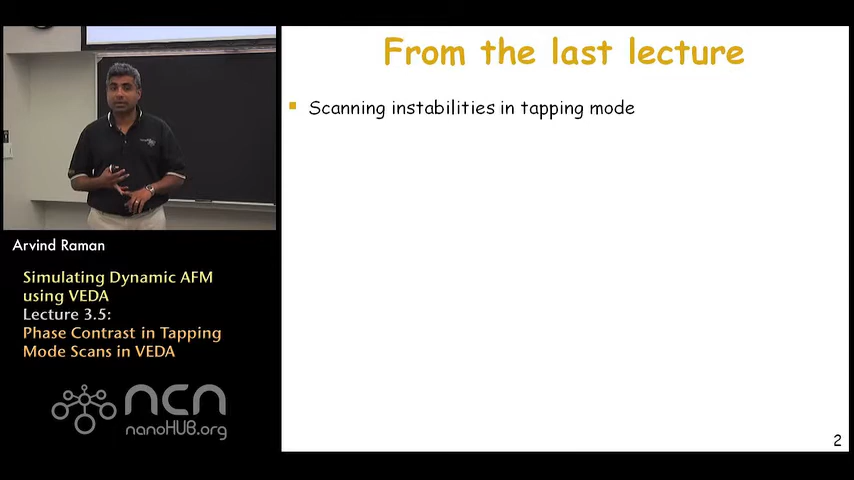 From the last lecture
Scanning instabilities in tapping mode
Arvind Raman
Simulating Dynamic AFM
using VEDA
Lecture 3.5:
Phase Contrast in Tapping
Mode Scans in VEDA
ncn
nanoHUB.org
2